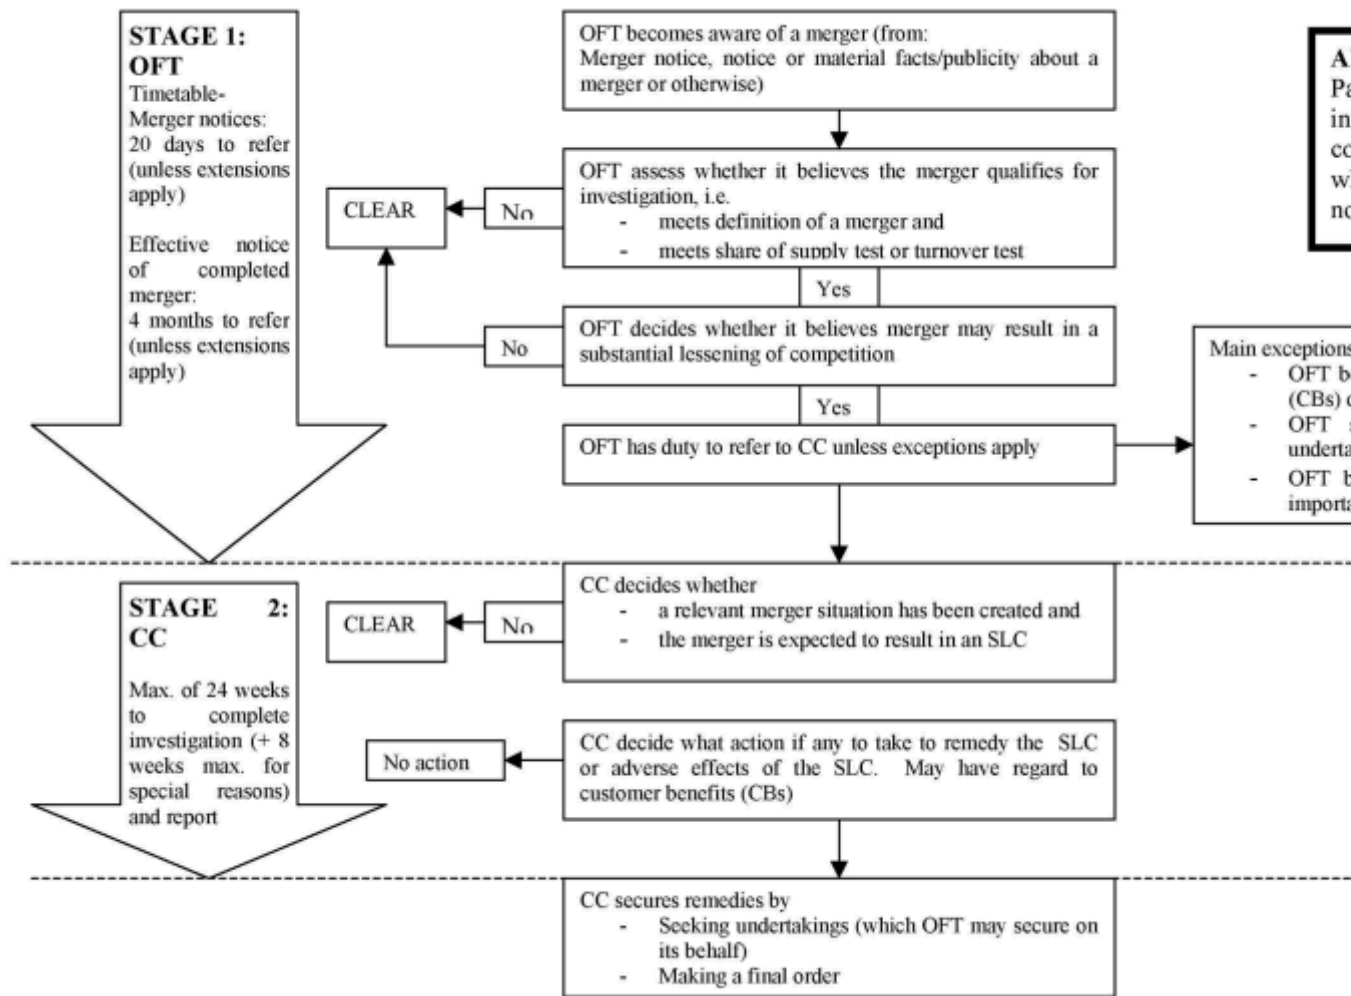 STAGE 1:
OFT
Timetable-
Merger notices:
20 days to refer
(unless extensions
apply)
Effective notice
of completed
merger:
4 months to refer
(unless extensions
apply)
OFT becomes aware of a merger (from:
Merger notice, notice or material facts/publicity about a
merger or otherwise)
OFT assess whether it believes the merger qualifies for
investigation, i.e.
- meets definition of a merger and
- meets share of supply test or turnover test
No
CLEAR
Yes
OFT decides whether it believes merger may result in a
substantial lessening of competition
No
Yes
OFT has duty to refer to CC unless exceptions apply
Main exceptions
- OFT
(CBs)
- OFT
-  OFT
STAGE 2:
CC
Max. of 24 weeks
to complete
investigation (+ 8
weeks max. for
special reasons)
and report
CC decides whether
- a relevant merger situation has been created and
- the merger is expected to result in an SLC
No
CLEAR
CC decide what action if any to take to remedy the SLC
or adverse effects of the SLC. May have regard to
customer benefits (CBs)
No action
CC secures remedies by
- Seeking undertakings (which OFT may secure on
its behalf)
- Making a final order